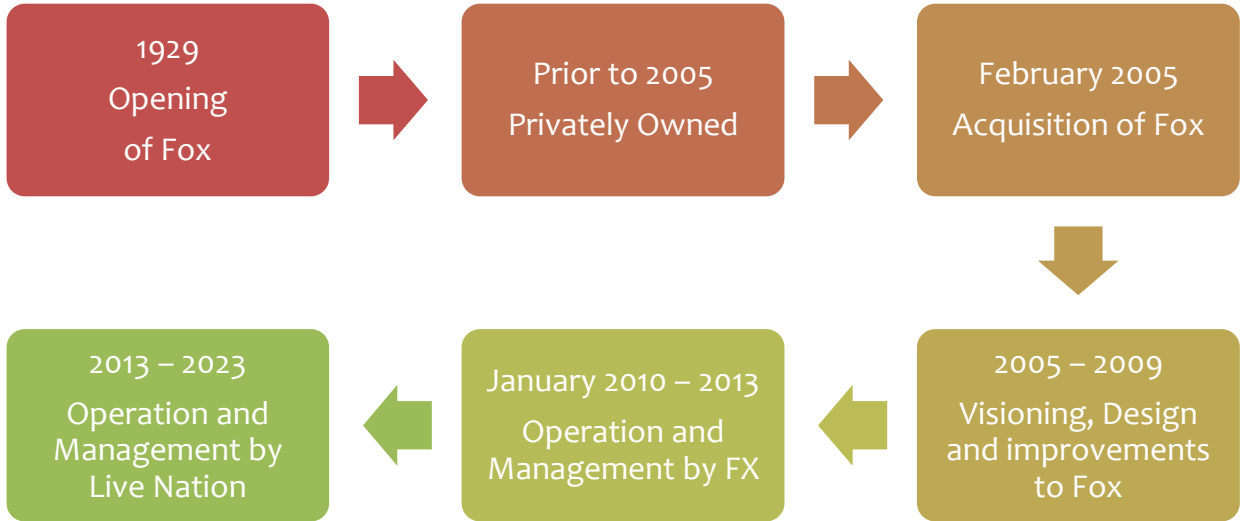 1929
Opening
of Fox
Prior to 2005
Privately Owned
February 2005
Acquisition of Fox
2005 – 2009
Visioning, Design
and improvements
to Fox
January 2010 – 2013
Operation and
Management by FX
2013 – 2023
Operation and
Management by
Live Nation